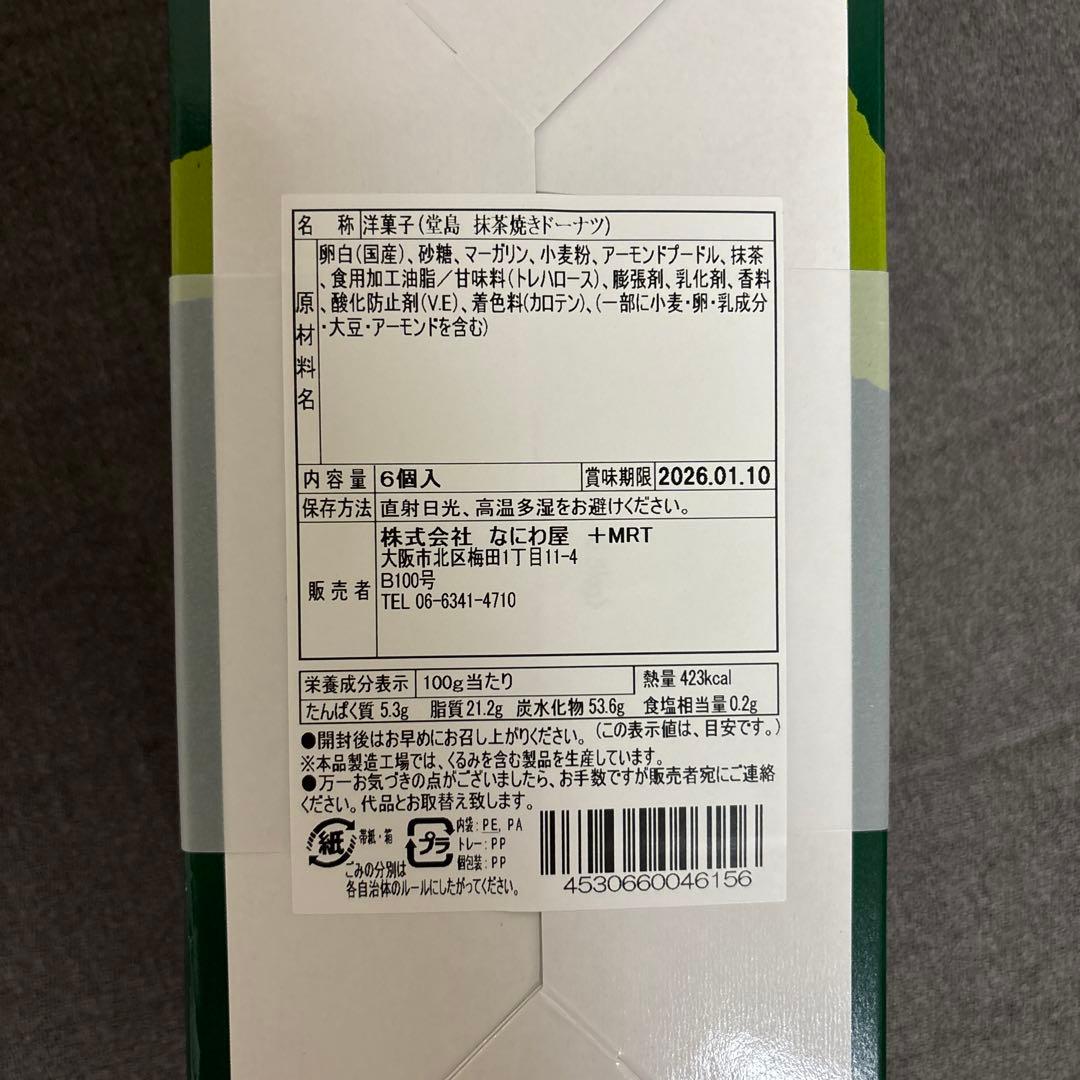 名 称 洋菓子(堂島 抹茶焼きドーナツ)
原材料名
卵白(国産)、砂糖、マーガリン、小麦粉、アーモンドプードル、抹茶
、食用加工油脂/甘味料(トレハロース)、膨張剤、乳化剤、香料
、酸化防止剤(V.E)、着色料(カロテン)、(一部に小麦・卵・乳成分
・大豆・アーモンドを含む)
内容量 6個入 賞味期限 2026.01.10
保存方法 直射日光、高温多湿をお避けください。
販売者
株式会社 なにわ屋 +MRT
大阪市北区梅田1丁目11-4
B100号
TEL 06-6341-4710
栄養成分表示 100g当たり 熱量 423kcal
たんぱく質 5.3g 脂質 21.2g 炭水化物 53.6g 食塩相当量 0.2g
●開封後はお早めにお召し上がりください。(この表示値は、目安です。)
※本品製造工場では、くるみを含む製品を生産しています。
●万一お気づきの点がございましたら、お手数ですが販売者宛にご連絡
ください。代品とお取替え致します。
紙 帯紙・箱
プラ 内装:PE, PA
トレー:PP
個包装:PP
ごみの分別は
各自治体のルールにしたがってください。
4530660046156